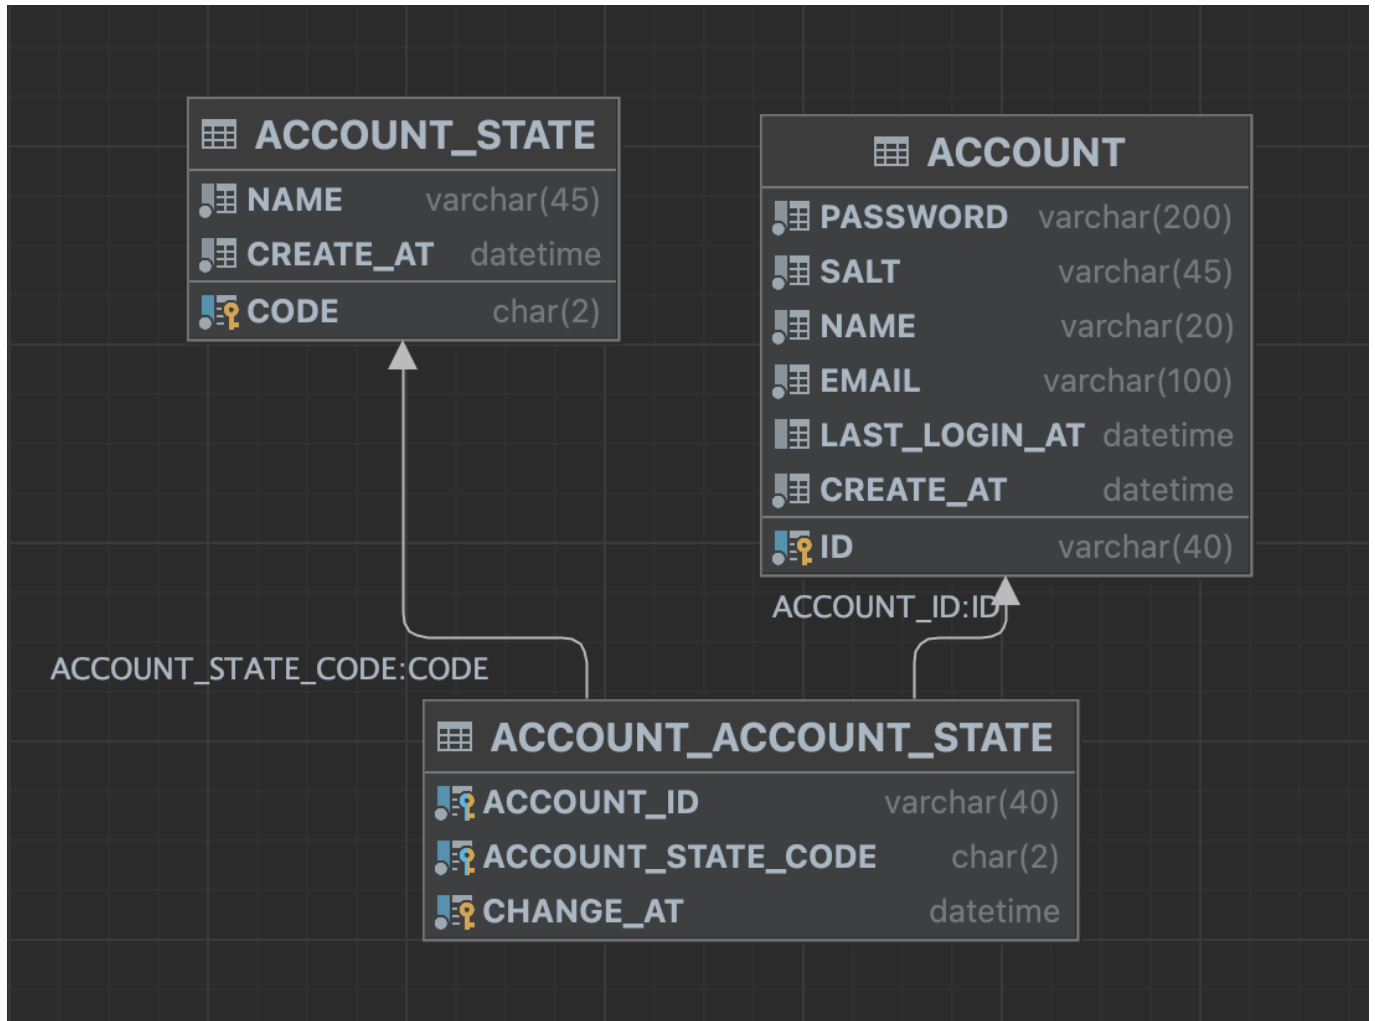 ACCOUNT_STATE
NAME varchar(45)
CREATE_AT datetime
CODE char(2)
ACCOUNT
PASSWORD varchar(200)
SALT varchar(45)
NAME varchar(20)
EMAIL varchar(100)
LAST_LOGIN_AT datetime
CREATE_AT datetime
ID varchar(40)
ACCOUNT_ID:ID
ACCOUNT_STATE_CODE:CODE
ACCOUNT_ACCOUNT_STATE
ACCOUNT_ID varchar(40)
ACCOUNT_STATE_CODE char(2)
CHANGE_AT datetime